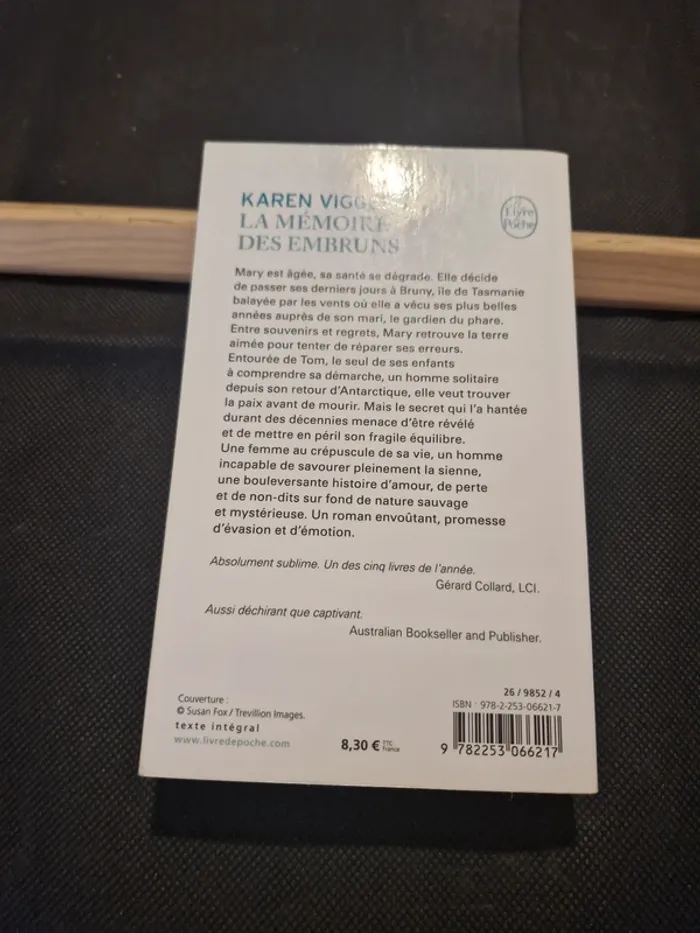 KAREN VIGG
LA MÉMOIRE
DES EMBRUNS
Le Livre
de Poche
Mary est âgée, sa santé se dégrade. Elle décide
de passer ses derniers jours à Bruny, île de Tasmanie
balayée par les vents où elle a vécu ses plus belles
années auprès de son mari, le gardien du phare.
Entre souvenirs et regrets, Mary retrouve la terre
aimée pour tenter de réparer ses erreurs.
Entourée de Tom, le seul de ses enfants
à comprendre sa démarche, un homme solitaire
depuis son retour d'Antarctique, elle veut trouver
la paix avant de mourir. Mais le secret qui l'a hantée
durant des décennies menace d'être révélé
et de mettre en péril son fragile équilibre.
Une femme au crépuscule de sa vie, un homme
incapable de savourer pleinement la sienne,
une bouleversante histoire d'amour, de perte
et de non-dits sur fond de nature sauvage
et mystérieuse. Un roman envoûtant, promesse
d'évasion et d'émotion.
Absolument sublime. Un des cinq livres de l'année.
Gérard Collard, LCI.
Aussi déchirant que captivant.
Australian Bookseller and Publisher.
Couverture :
© Susan Fox / Trevillion Images.
texte intégral
www.livredepoche.com
8,30 € TTC
France
26 / 9852 / 4
ISBN : 978-2-253-06621-7
9 782253 066217